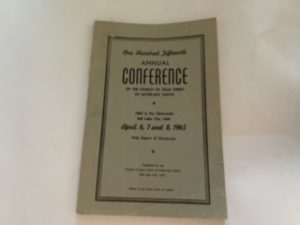 One Hundred Fifteenth
ANNUAL
CONFERENCE
OF THE CHURCH OF JESUS CHRIST
OF LATTER-DAY SAINTS
Held in the Tabernacle
Salt Lake City, Utah
April 6, 7 and 8, 1945
With Report of Discourses
Published by the
Church of Jesus Christ of Latter-day Saints
Salt Lake City, Utah